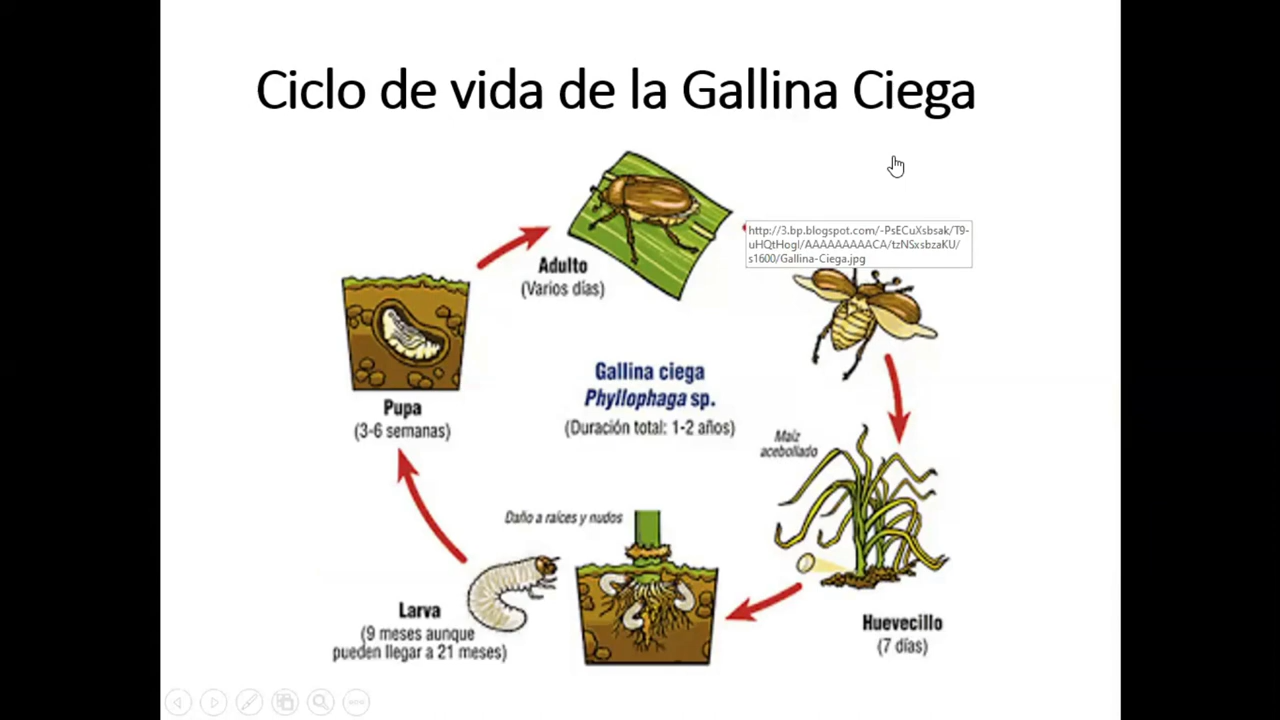 Ciclo de vida de la Gallina Ciega
http://3.bp.blogspot.com/-PsECuXsbsak/T9-
uHQtHogI/AAAAAAAAACA/tzNSxsbzaKU/
s1600/Gallina-Ciega.jpg
Adulto
(Varios días)
Gallina ciega
Phyllophaga sp.
(Duración total: 1-2 años)
Pupa
(3-6 semanas)
Maíz
acebollado
Daño a raíces y nudos
Larva
(9 meses aunque
pueden llegar a 21 meses)
Huevecillo
(7 días)